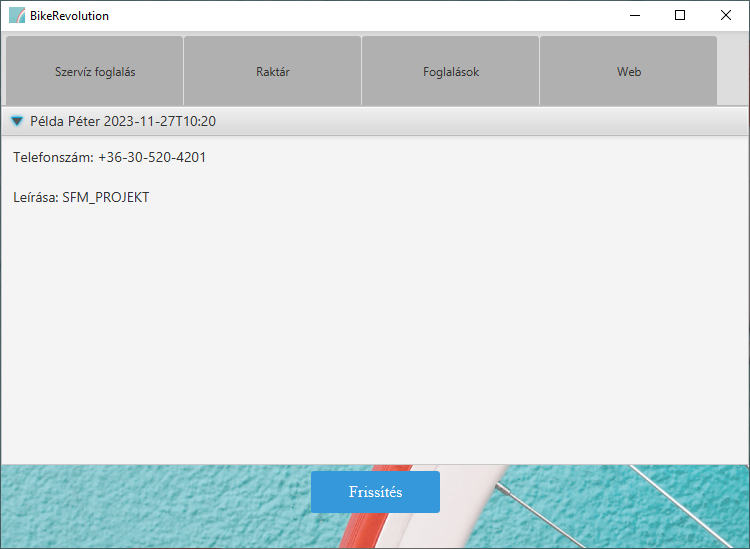 BikeRevolution
Szervíz foglalás
Raktár
Foglalások
Web
Példa Péter 2023-11-27T10:20
Telefonszám: +36-30-520-4201
Leírása: SFM_PROJEKT
Frissítés